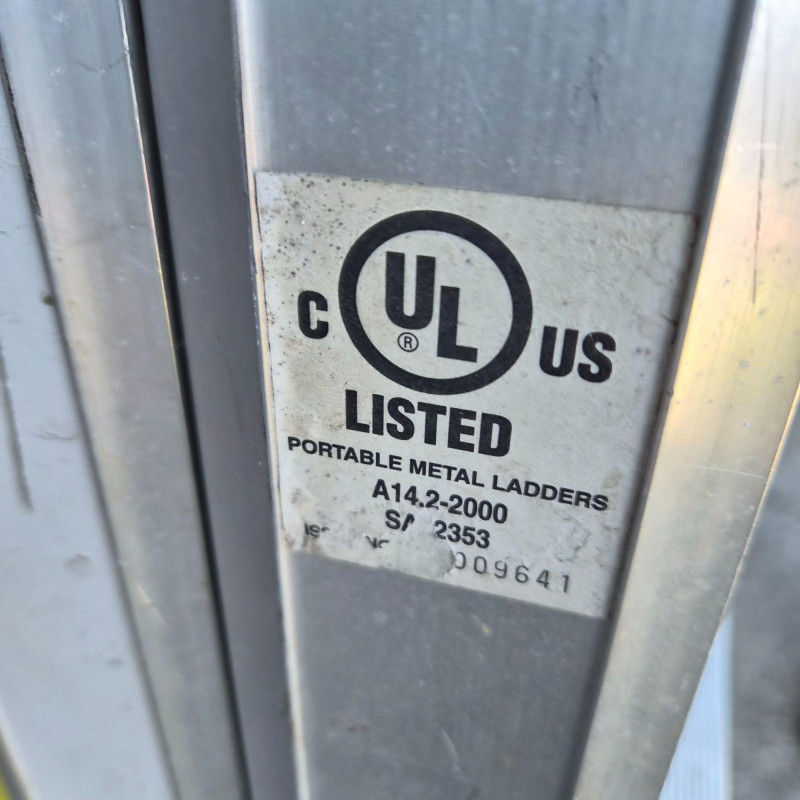 C UL® US
LISTED
PORTABLE METAL LADDERS
A14.2-2000
2353
009641